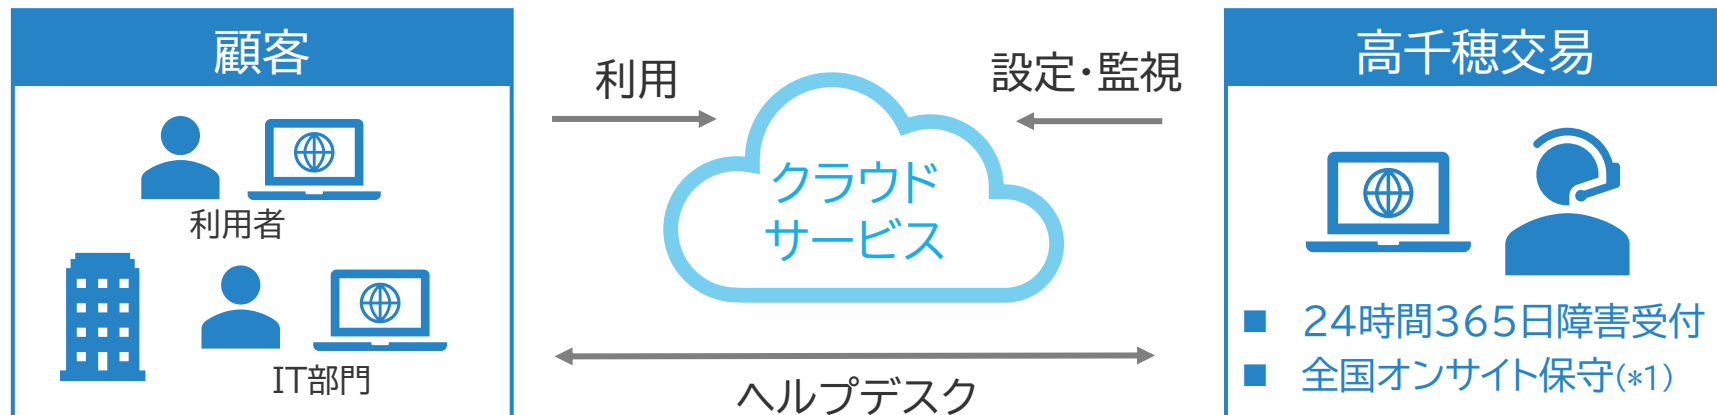 顧客
利用者
IT部門
利用
設定・監視
クラウド
サービス
ヘルプデスク
高千穂交易
■ 24時間365日障害受付
■ 全国オンサイト保守(*1)